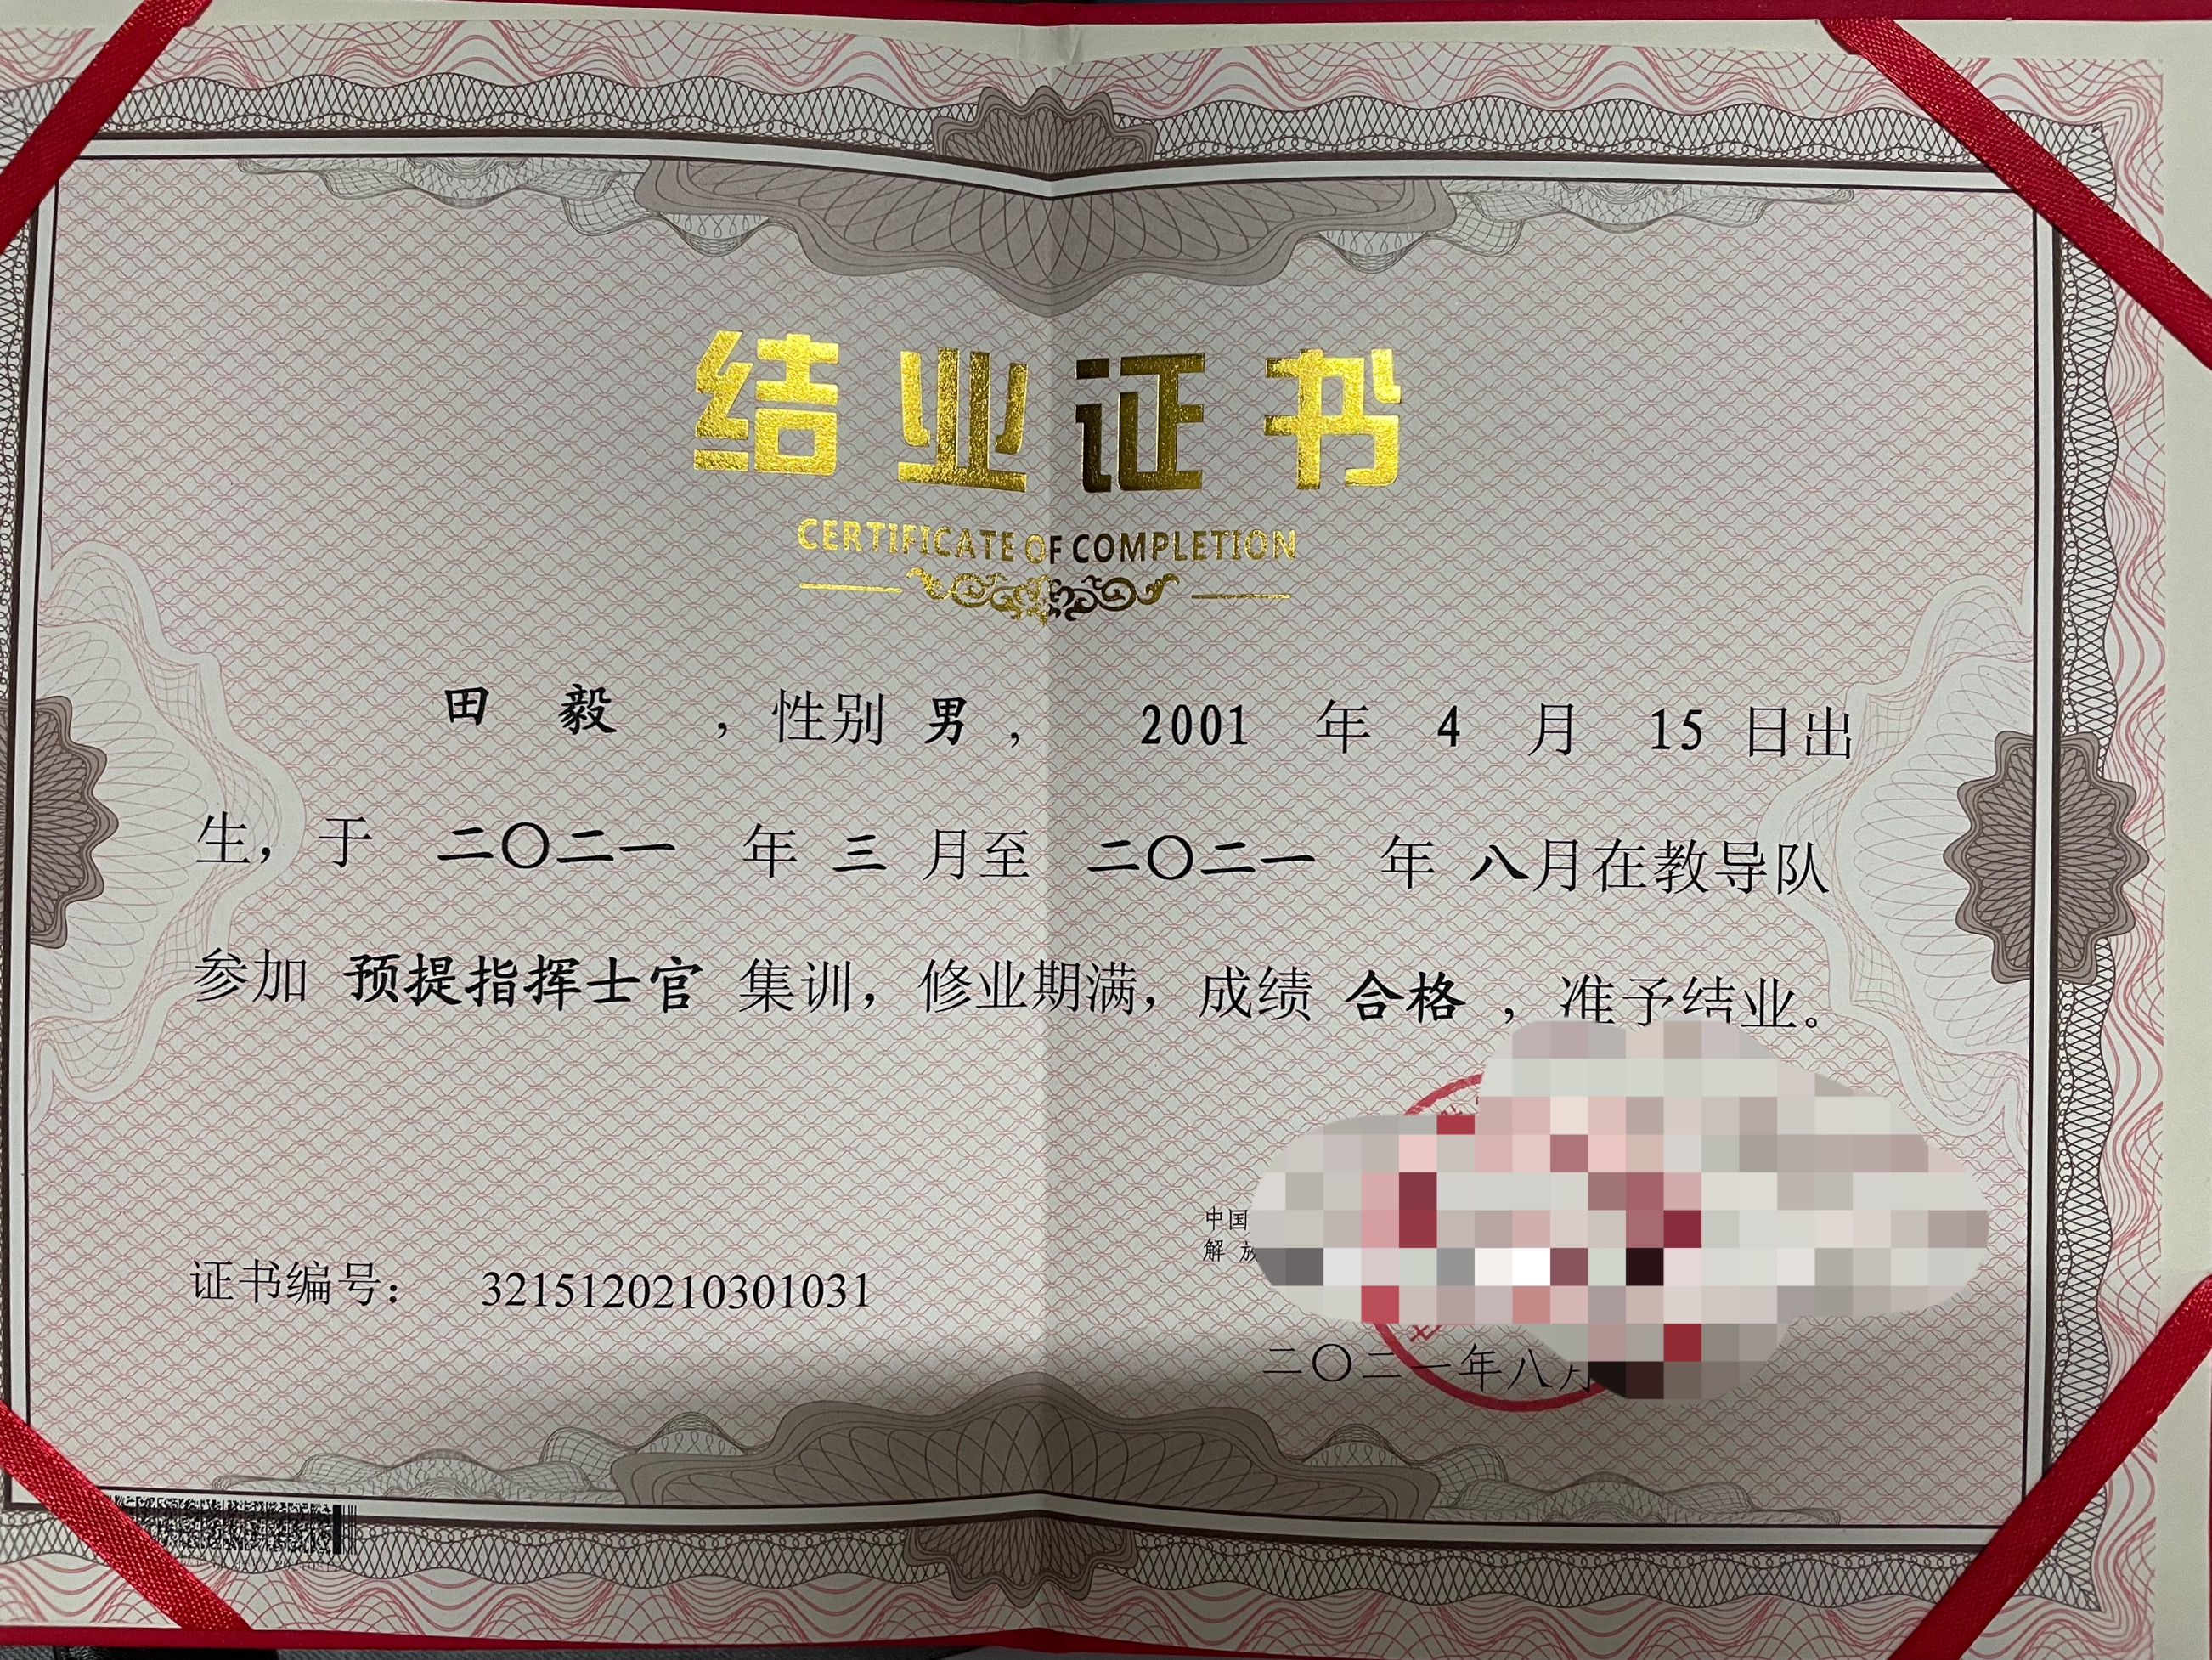 结业证书
CERTIFICATE OF COMPLETION
田 毅 ，性别 男 ， 2001 年 4 月 15 日出
生，于 二〇二一 年 三 月至 二〇二一 年 八月在教导队
参加 预提指挥士官 集训，修业期满，成绩 合格 ，准予结业。
中国
解 放
证书编号： 3215120210301031
二〇二一年八月